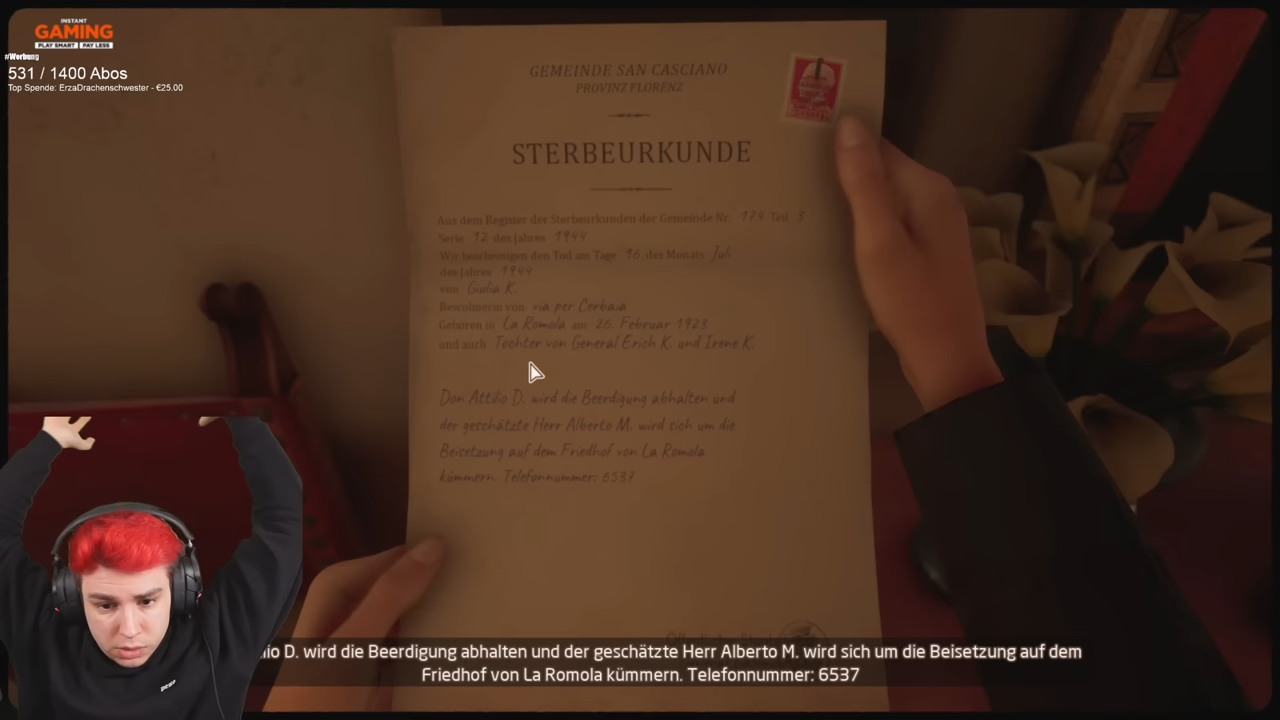 INSTANT
GAMING
PLAY SMART PAY LESS
#Werbung
531 / 1400 Abos
Top Spende: ErzaDrachenschwester - €25.00
GEMEINDE SAN CASCIANO
PROVINZ FLORENZ
STERBEURKUNDE
Aus dem Register der Sterbeurkunden der Gemeinde Nr. 174 Teil 3
Serie 12 des Jahres 1944
Wir bescheinigen den Tod am Tage 16 des Monats Juli
des Jahres 1944
von Giulia K.
Bewohnerin von via per Cerbaia
Geboren in La Romola am 26. Februar 1923
und auch Tochter von General Erich K. und Irene K.
Don Attilio D. wird die Beerdigung abhalten und
der geschätzte Herr Alberto M. wird sich um die
Beisetzung auf dem Friedhof von La Romola
kümmern. Telefonnummer: 6537
lio D. wird die Beerdigung abhalten und der geschätzte Herr Alberto M. wird sich um die Beisetzung auf dem
Friedhof von La Romola kümmern. Telefonnummer: 6537